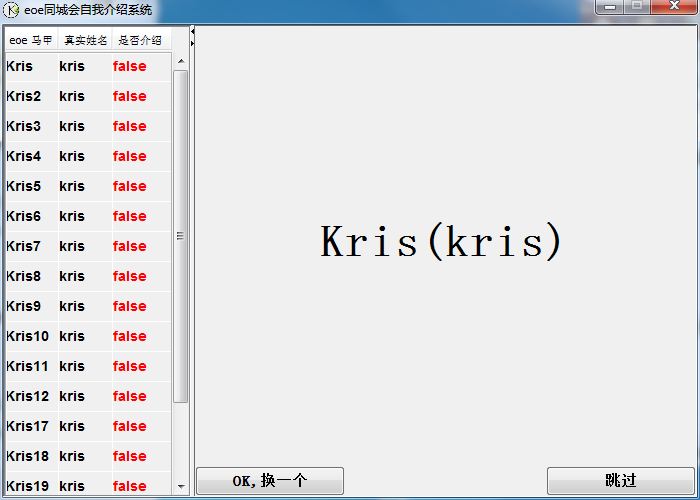 eoe同城会自我介绍系统
eoe 马甲 真实姓名 是否介绍
Kris kris false
Kris2 kris false
Kris3 kris false
Kris4 kris false
Kris5 kris false
Kris6 kris false
Kris7 kris false
Kris8 kris false
Kris9 kris false
Kris10 kris false
Kris11 kris false
Kris12 kris false
Kris17 kris false
Kris18 kris false
Kris19 kris false
Kris(kris)
OK,换一个
跳过